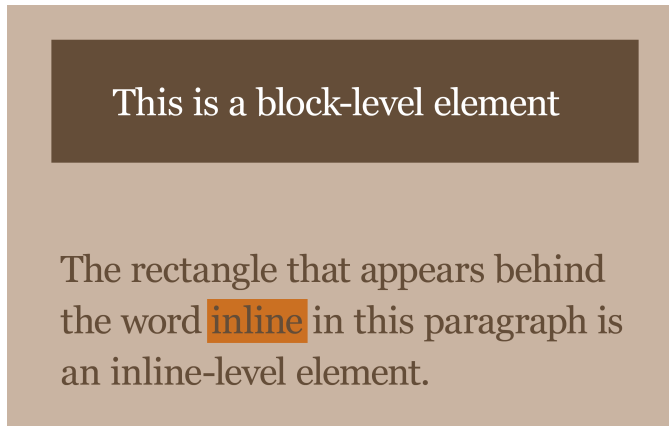 This is a block-level element
The rectangle that appears behind
the word inline in this paragraph is
an inline-level element.